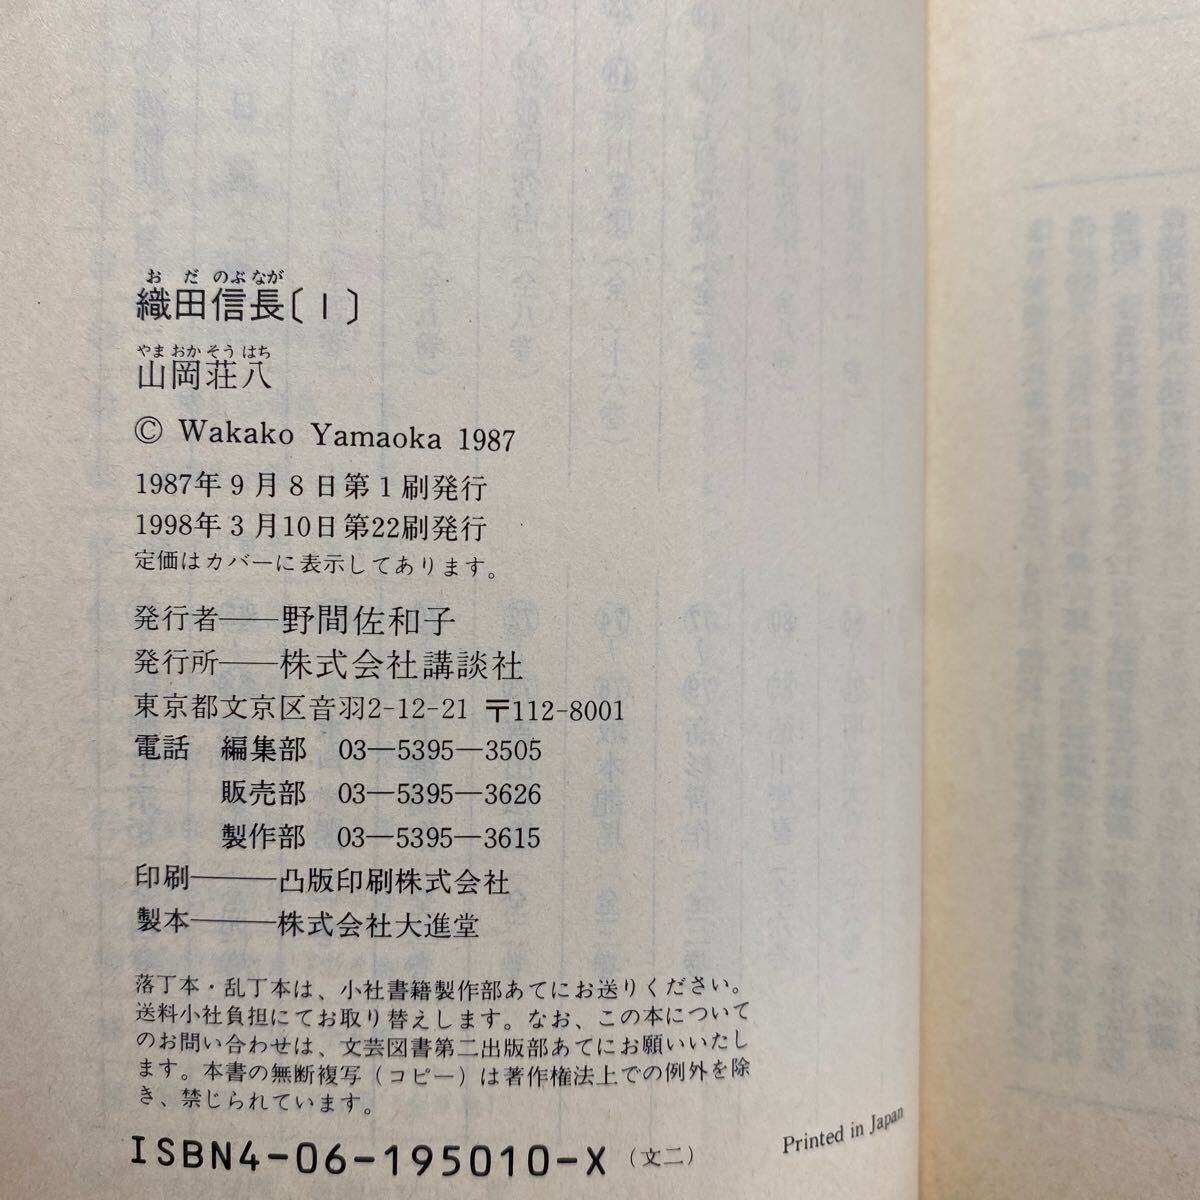 おだ のぶなが
織田信長〔1〕
やまおかそうはち
山岡荘八
© Wakako Yamaoka 1987
1987年9月8日第1刷発行
1998年3月10日第22刷発行
定価はカバーに表示してあります。
発行者――野間佐和子
発行所――株式会社講談社
東京都文京区音羽2-12-21 〒112-8001
電話 編集部 03―5395―3505
販売部 03―5395―3626
製作部 03―5395―3615
印刷―――凸版印刷株式会社
製本―――株式会社大進堂
落丁本・乱丁本は、小社書籍製作部あてにお送りください。
送料小社負担にてお取り替えします。なお、この本について
のお問い合わせは、文芸図書第二出版部あてにお願いいたし
ます。本書の無断複写(コピー)は著作権法上での例外を除
き、禁じられています。
ISBN4-06-195010-X (文二)
Printed in Japan